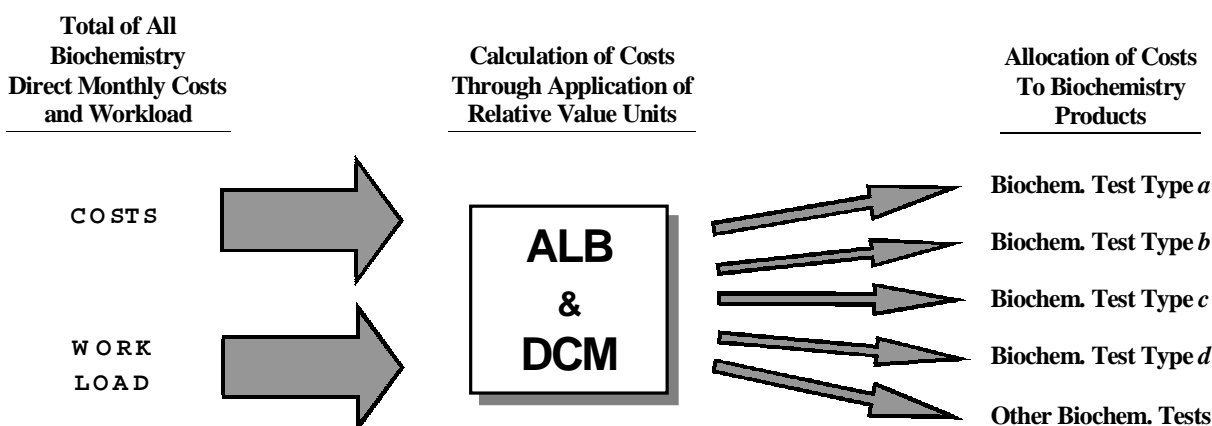 Total of All
Biochemistry
Direct Monthly Costs
and Workload
Calculation of Costs
Through Application of
Relative Value Units
Allocation of Costs
To Biochemistry
Products
COSTS
WORK
LOAD
ALB
&
DCM
Biochem. Test Type a
Biochem. Test Type b
Biochem. Test Type c
Biochem. Test Type d
Other Biochem. Tests